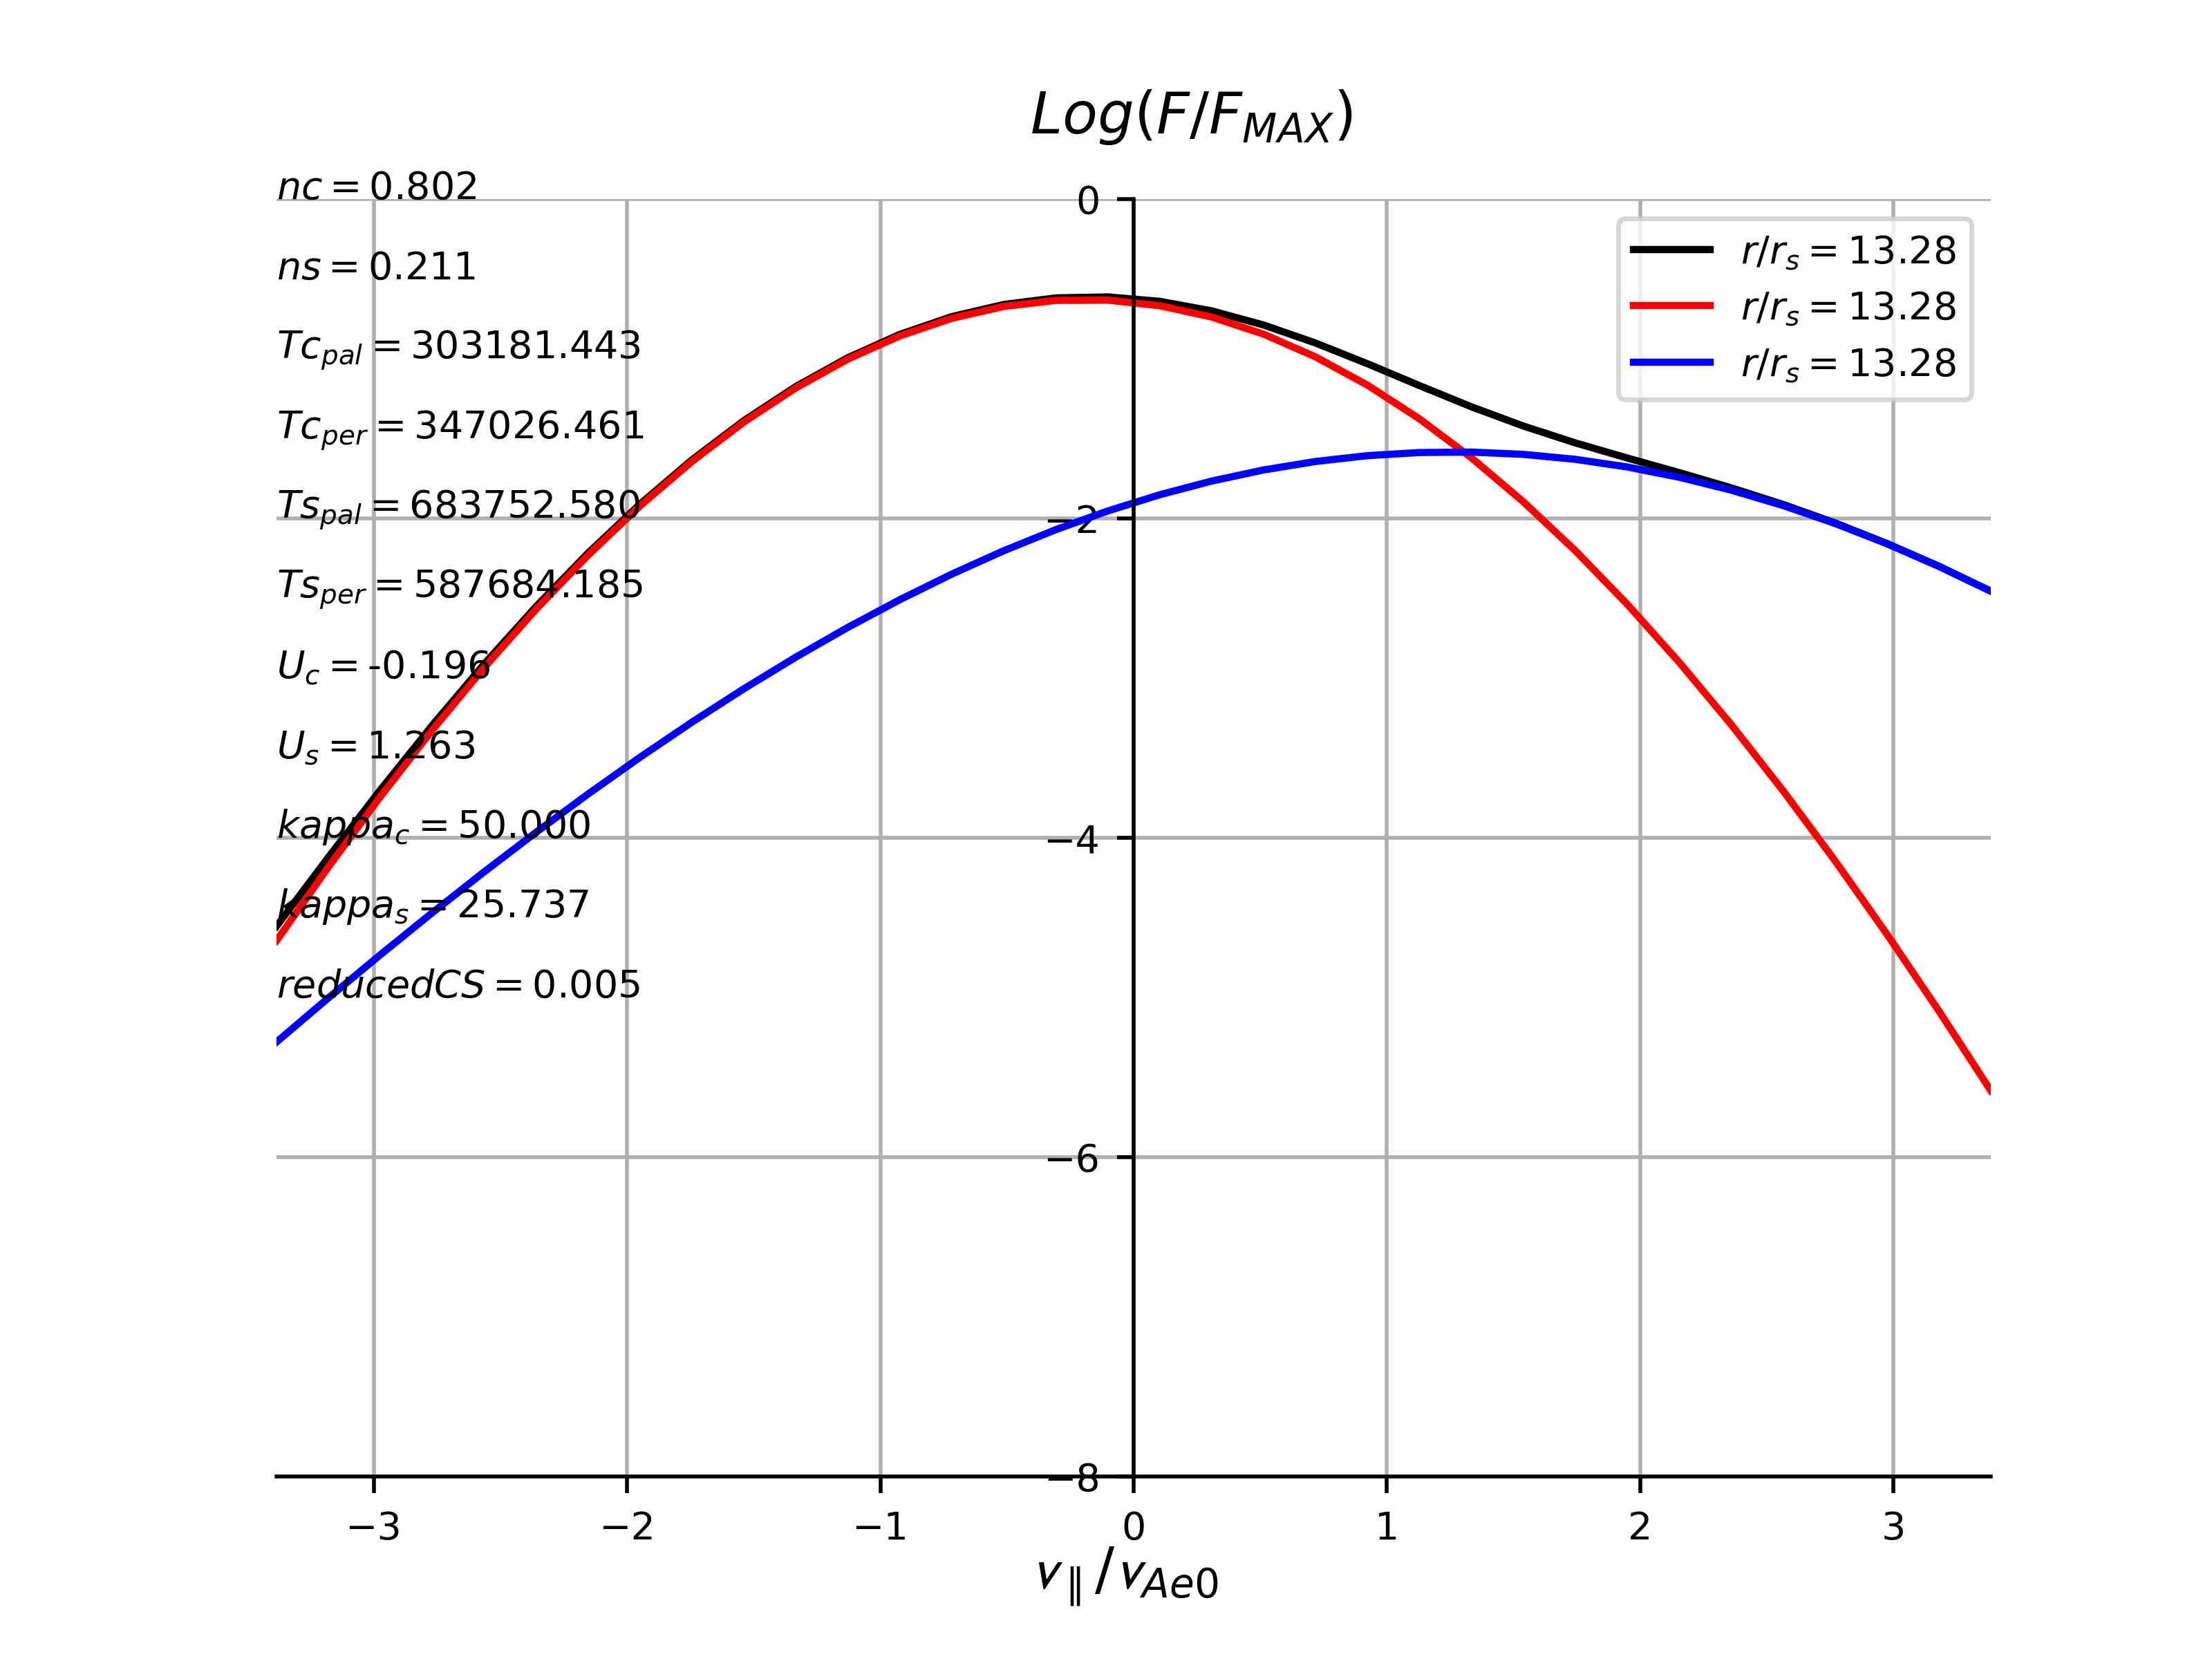 Log(F/F_MAX)
nc = 0.802
ns = 0.211
Tc_pal = 303181.443
Tc_per = 347026.461
Ts_pal = 683752.580
Ts_per = 587684.185
U_c = -0.196
U_s = 1.263
kappa_c = 50.000
kappa_s = 25.737
reducedCS = 0.005
0
−2
−4
−6
−8
r/r_s = 13.28
r/r_s = 13.28
r/r_s = 13.28
−3 −2 −1 0 1 2 3
v_∥/v_Ae0